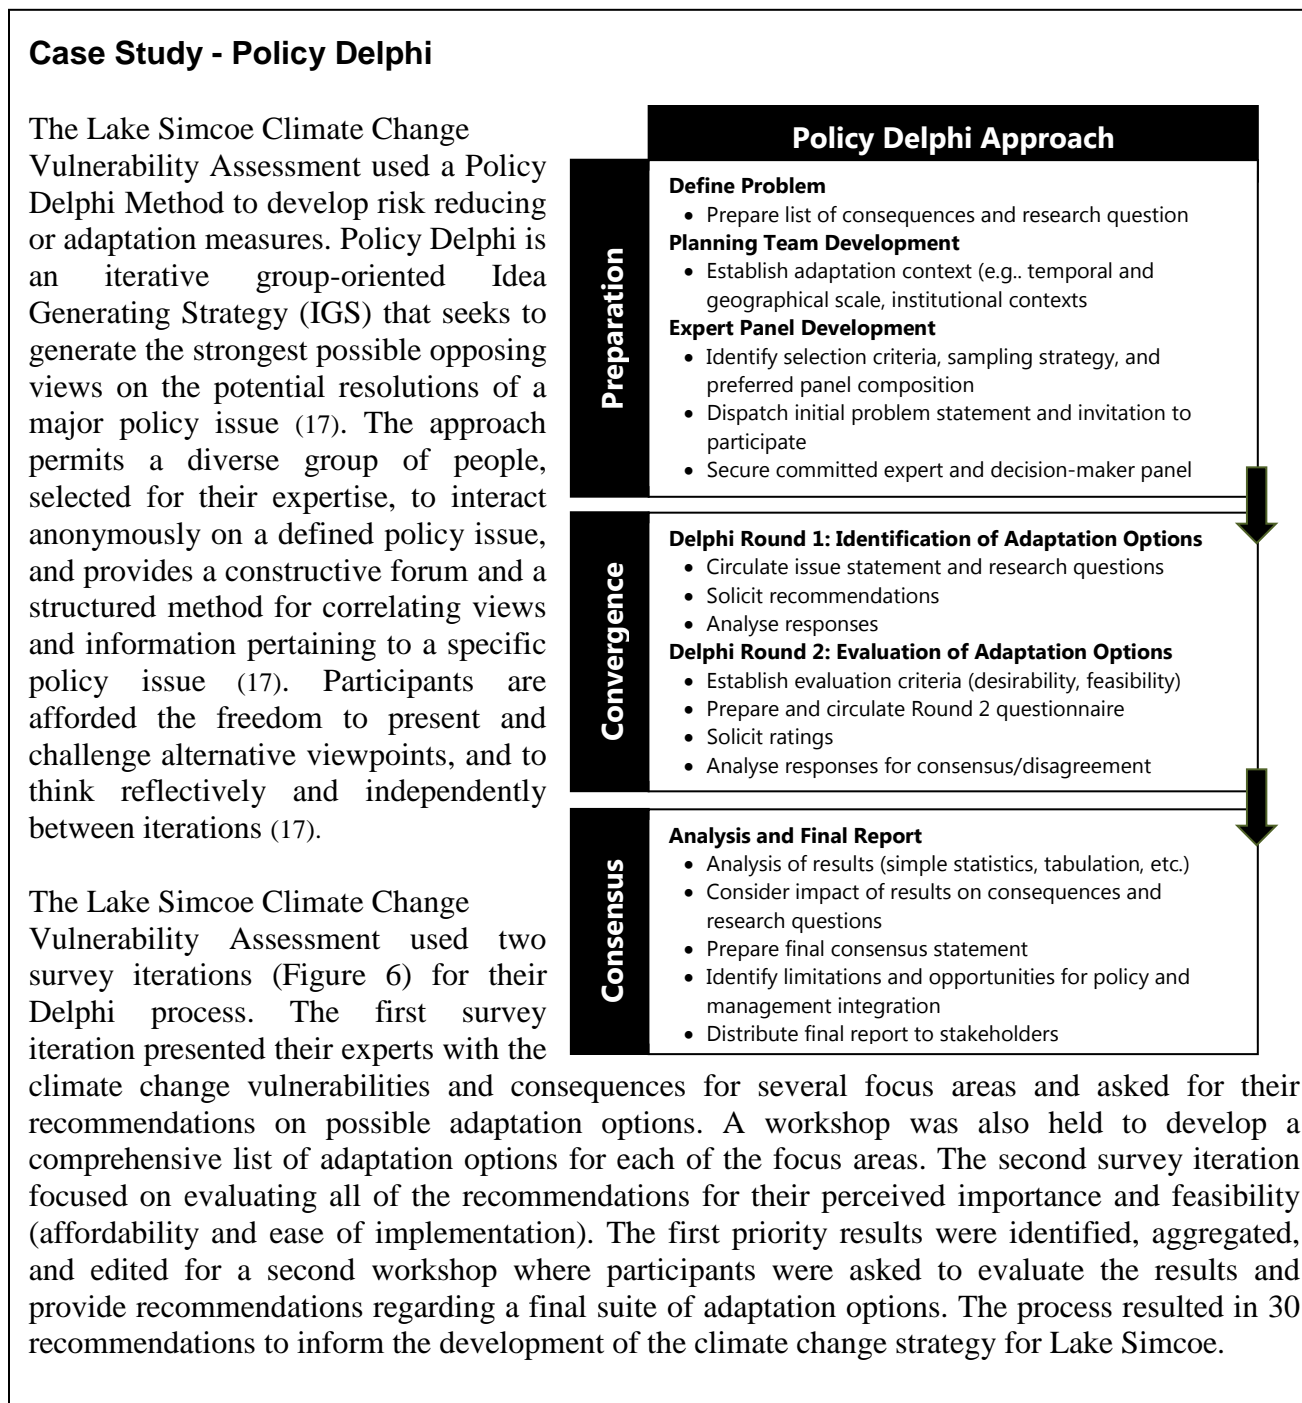 Case Study - Policy Delphi
The Lake Simcoe Climate Change
Vulnerability Assessment used a Policy
Delphi Method to develop risk reducing
or adaptation measures. Policy Delphi is
an iterative group-oriented Idea
Generating Strategy (IGS) that seeks to
generate the strongest possible opposing
views on the potential resolutions of a
major policy issue (17). The approach
permits a diverse group of people,
selected for their expertise, to interact
anonymously on a defined policy issue,
and provides a constructive forum and a
structured method for correlating views
and information pertaining to a specific
policy issue (17). Participants are
afforded the freedom to present and
challenge alternative viewpoints, and to
think reflectively and independently
between iterations (17).
The Lake Simcoe Climate Change
Vulnerability Assessment used two
survey iterations (Figure 6) for their
Delphi process. The first survey
iteration presented their experts with the
climate change vulnerabilities and consequences for several focus areas and asked for their
recommendations on possible adaptation options. A workshop was also held to develop a
comprehensive list of adaptation options for each of the focus areas. The second survey iteration
focused on evaluating all of the recommendations for their perceived importance and feasibility
(affordability and ease of implementation). The first priority results were identified, aggregated,
and edited for a second workshop where participants were asked to evaluate the results and
provide recommendations regarding a final suite of adaptation options. The process resulted in 30
recommendations to inform the development of the climate change strategy for Lake Simcoe.
Policy Delphi Approach
Preparation
Define Problem
• Prepare list of consequences and research question
Planning Team Development
• Establish adaptation context (e.g.. temporal and
geographical scale, institutional contexts
Expert Panel Development
• Identify selection criteria, sampling strategy, and
preferred panel composition
• Dispatch initial problem statement and invitation to
participate
• Secure committed expert and decision-maker panel
Convergence
Delphi Round 1: Identification of Adaptation Options
• Circulate issue statement and research questions
• Solicit recommendations
• Analyse responses
Delphi Round 2: Evaluation of Adaptation Options
• Establish evaluation criteria (desirability, feasibility)
• Prepare and circulate Round 2 questionnaire
• Solicit ratings
• Analyse responses for consensus/disagreement
Consensus
Analysis and Final Report
• Analysis of results (simple statistics, tabulation, etc.)
• Consider impact of results on consequences and
research questions
• Prepare final consensus statement
• Identify limitations and opportunities for policy and
management integration
• Distribute final report to stakeholders